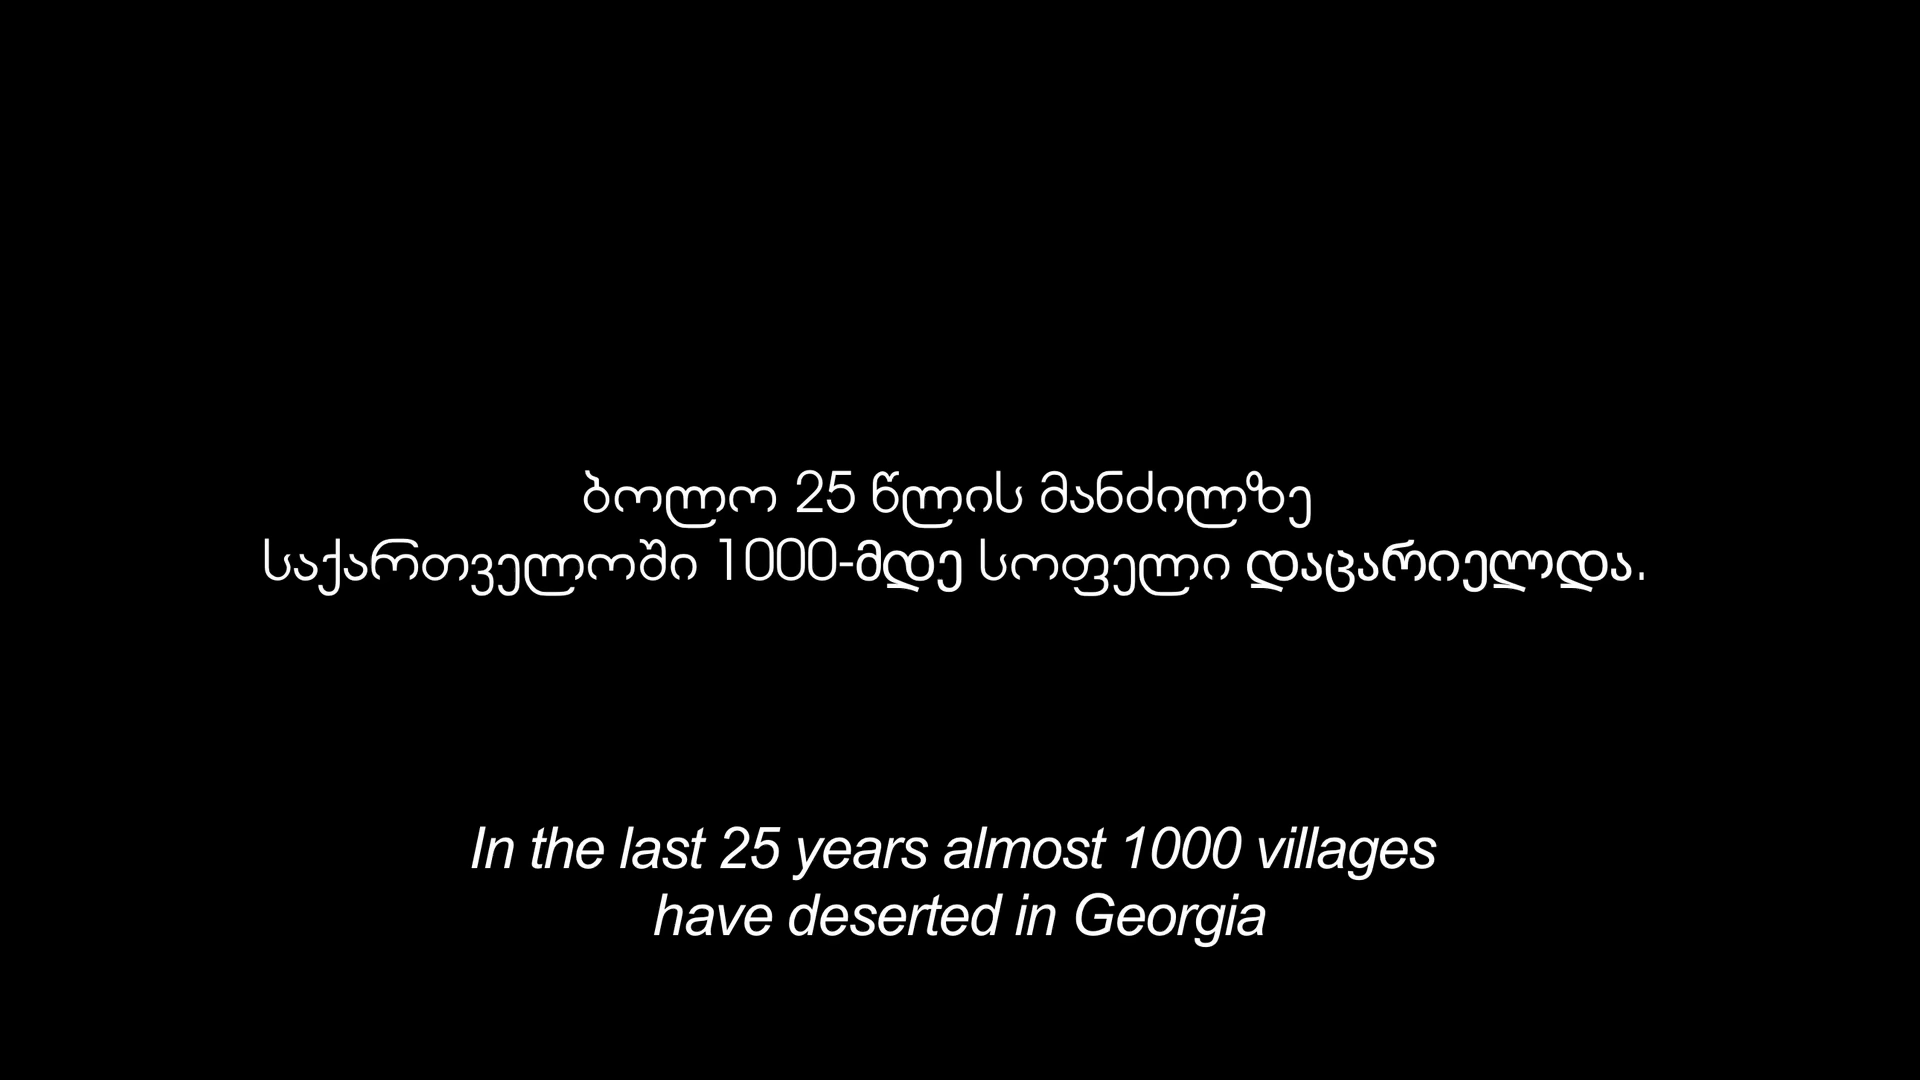 ბოლო 25 წლის მანძილზე
საქართველოში 1000-მდე სოფელი დაცარიელდა.
In the last 25 years almost 1000 villages
have deserted in Georgia